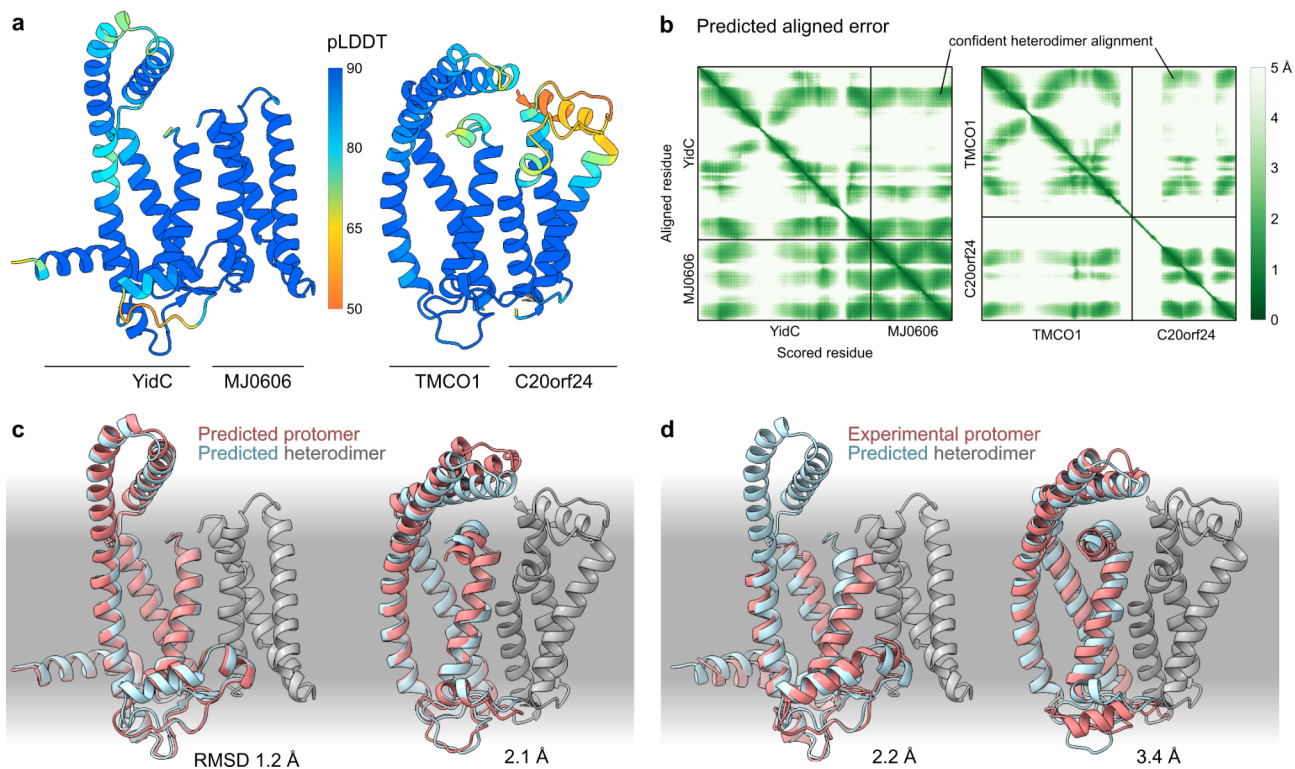 a
pLDDT
90
80
65
50
YidC
MJ0606
TMCO1
C20orf24
b
Predicted aligned error
confident heterodimer alignment
5 Å
4
3
2
1
0
Aligned residue
YidC
MJ0606
YidC
MJ0606
Scored residue
TMCO1
C20orf24
TMCO1
C20orf24
c
Predicted protomer
Predicted heterodimer
RMSD 1.2 Å
2.1 Å
d
Experimental protomer
Predicted heterodimer
2.2 Å
3.4 Å